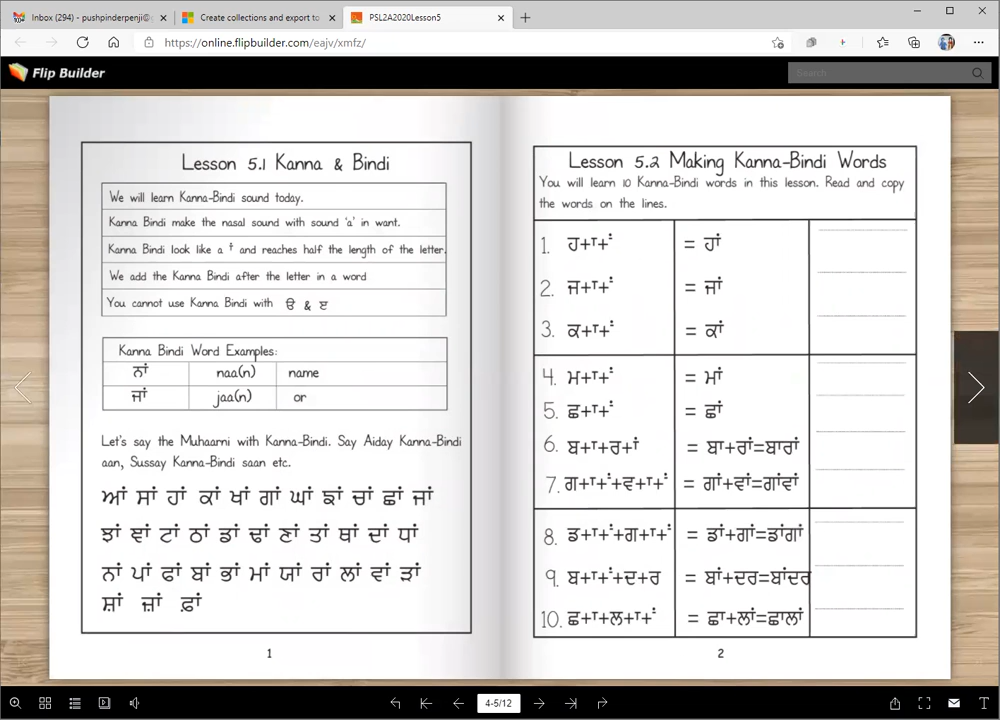 Inbox (294) - pushpinderpenji@
Create collections and export to
PSL2A2020Lesson5
https://online.flipbuilder.com/eajv/xmfz/
Flip Builder
Search
Lesson 5.1 Kanna & Bindi
We will learn Kanna-Bindi sound today.
Kanna Bindi make the nasal sound with sound 'a' in want.
Kanna Bindi look like a ਾਂ and reaches half the length of the letter.
We add the Kanna Bindi after the letter in a word
You cannot use Kanna Bindi with ੳ & ੲ
Kanna Bindi Word Examples:
ਨਾਂ naa(n) name
ਜਾਂ jaa(n) or
Let's say the Muhaarni with Kanna-Bindi. Say Aiday Kanna-Bindi
aan, Sussay Kanna-Bindi saan etc.
ਆਂ ਸਾਂ ਹਾਂ ਕਾਂ ਖਾਂ ਗਾਂ ਘਾਂ ਙਾਂ ਚਾਂ ਛਾਂ ਜਾਂ
ਝਾਂ ਞਾਂ ਟਾਂ ਠਾਂ ਡਾਂ ਢਾਂ ਣਾਂ ਤਾਂ ਥਾਂ ਦਾਂ ਧਾਂ
ਨਾਂ ਪਾਂ ਫਾਂ ਬਾਂ ਭਾਂ ਮਾਂ ਯਾਂ ਰਾਂ ਲਾਂ ਵਾਂ ੜਾਂ
ਸ਼ਾਂ ਜ਼ਾਂ ਫ਼ਾਂ
1
Lesson 5.2 Making Kanna-Bindi Words
You will learn 10 Kanna-Bindi words in this lesson. Read and copy
the words on the lines.
1. ਹ+ਾ+ਂ = ਹਾਂ
2. ਜ+ਾ+ਂ = ਜਾਂ
3. ਕ+ਾ+ਂ = ਕਾਂ
4. ਮ+ਾ+ਂ = ਮਾਂ
5. ਛ+ਾ+ਂ = ਛਾਂ
6. ਬ+ਾ+ਰ+ਾਂ = ਬਾ+ਰਾਂ=ਬਾਰਾਂ
7. ਗ+ਾ+ਂ+ਵ+ਾ+ਂ = ਗਾਂ+ਵਾਂ=ਗਾਂਵਾਂ
8. ਡ+ਾ+ਂ+ਗ+ਾ+ਂ = ਡਾਂ+ਗਾਂ=ਡਾਂਗਾਂ
9. ਬ+ਾ+ਂ+ਦ+ਰ = ਬਾਂ+ਦਰ=ਬਾਂਦਰ
10. ਛ+ਾ+ਲ+ਾ+ਂ = ਛਾ+ਲਾਂ=ਛਾਲਾਂ
2
4-5/12